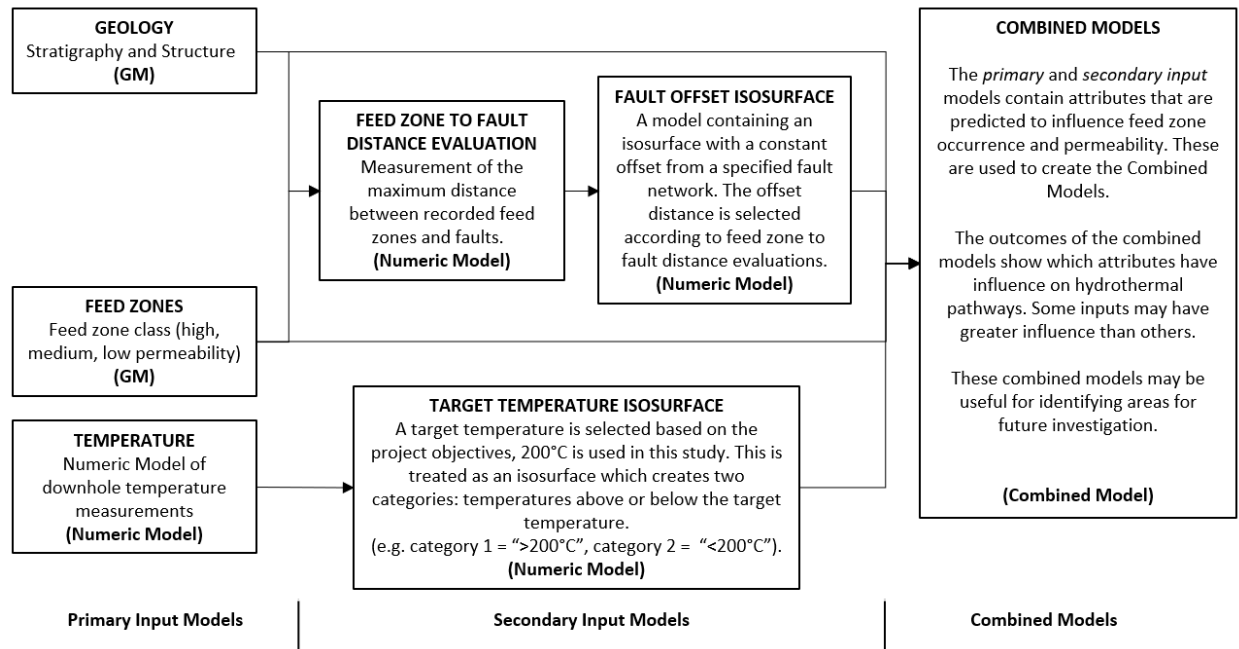 GEOLOGY
Stratigraphy and Structure
(GM)
FEED ZONES
Feed zone class (high,
medium, low permeability)
(GM)
TEMPERATURE
Numeric Model of
downhole temperature
measurements
(Numeric Model)
FEED ZONE TO FAULT
DISTANCE EVALUATION
Measurement of the
maximum distance
between recorded feed
zones and faults.
(Numeric Model)
FAULT OFFSET ISOSURFACE
A model containing an
isosurface with a constant
offset from a specified fault
network. The offset
distance is selected
according to feed zone to
fault distance evaluations.
(Numeric Model)
TARGET TEMPERATURE ISOSURFACE
A target temperature is selected based on the
project objectives, 200°C is used in this study. This is
treated as an isosurface which creates two
categories: temperatures above or below the target
temperature.
(e.g. category 1 = “>200°C”, category 2 =  “<200°C”).
(Numeric Model)
COMBINED MODELS
The primary and secondary input
models contain attributes that are
predicted to influence feed zone
occurrence and permeability. These
are used to create the Combined
Models.
The outcomes of the combined
models show which attributes have
influence on hydrothermal
pathways. Some inputs may have
greater influence than others.
These combined models may be
useful for identifying areas for
future investigation.
(Combined Model)
Primary Input Models
Secondary Input Models
Combined Models